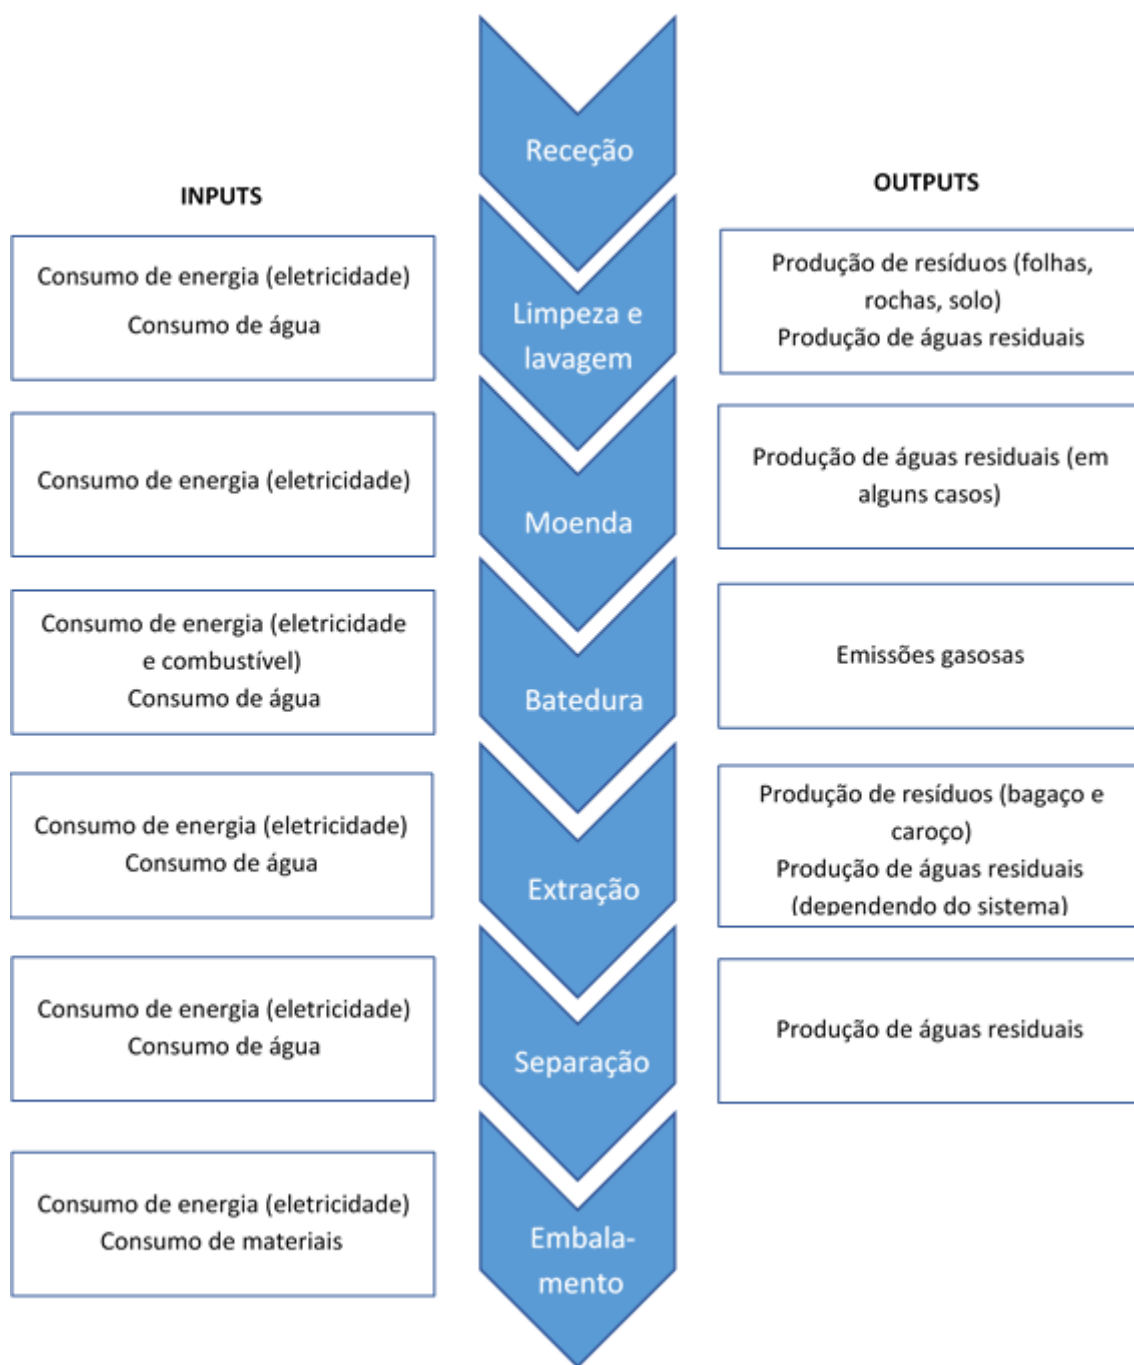 Receção
INPUTS
OUTPUTS
Consumo de energia (eletricidade)
Consumo de água
Limpeza e
lavagem
Produção de resíduos (folhas,
rochas, solo)
Produção de águas residuais
Consumo de energia (eletricidade)
Moenda
Produção de águas residuais (em
alguns casos)
Consumo de energia (eletricidade
e combustível)
Consumo de água
Batedura
Emissões gasosas
Consumo de energia (eletricidade)
Consumo de água
Extração
Produção de resíduos (bagaço e
caroço)
Produção de águas residuais
(dependendo do sistema)
Consumo de energia (eletricidade)
Consumo de água
Separação
Produção de águas residuais
Consumo de energia (eletricidade)
Consumo de materiais
Embala-
mento